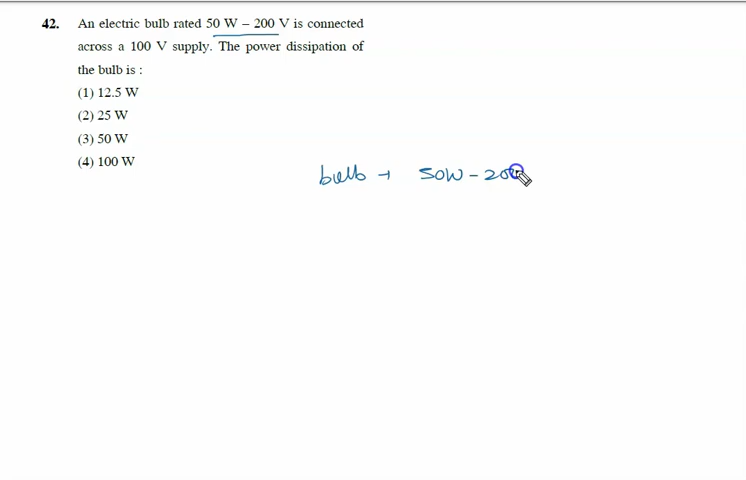 42. An electric bulb rated 50 W – 200 V is connected
across a 100 V supply. The power dissipation of
the bulb is :
(1) 12.5 W
(2) 25 W
(3) 50 W
(4) 100 W
bulb → 50W - 200